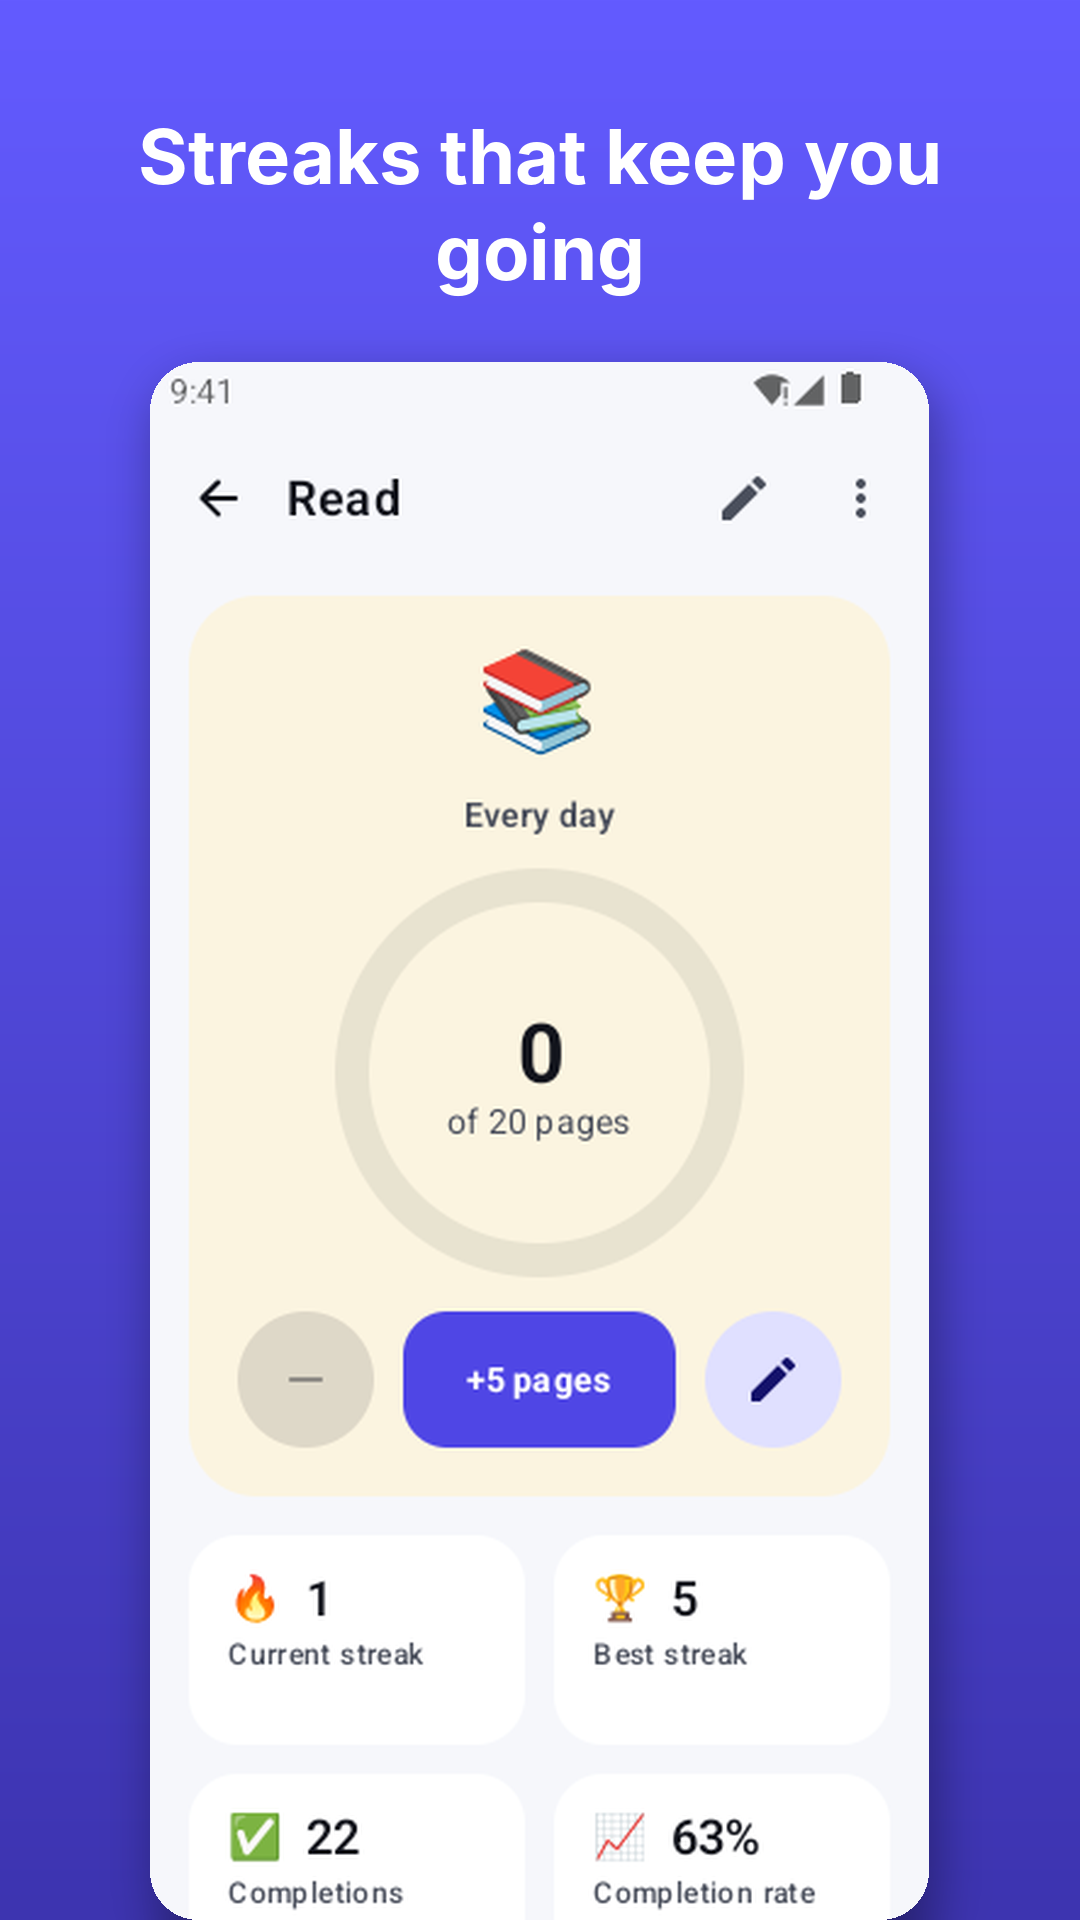 Streaks that keep you
going
9:41
Read
Every day
0
of 20 pages
+5 pages
1
Current streak
5
Best streak
22
Completions
63%
Completion rate